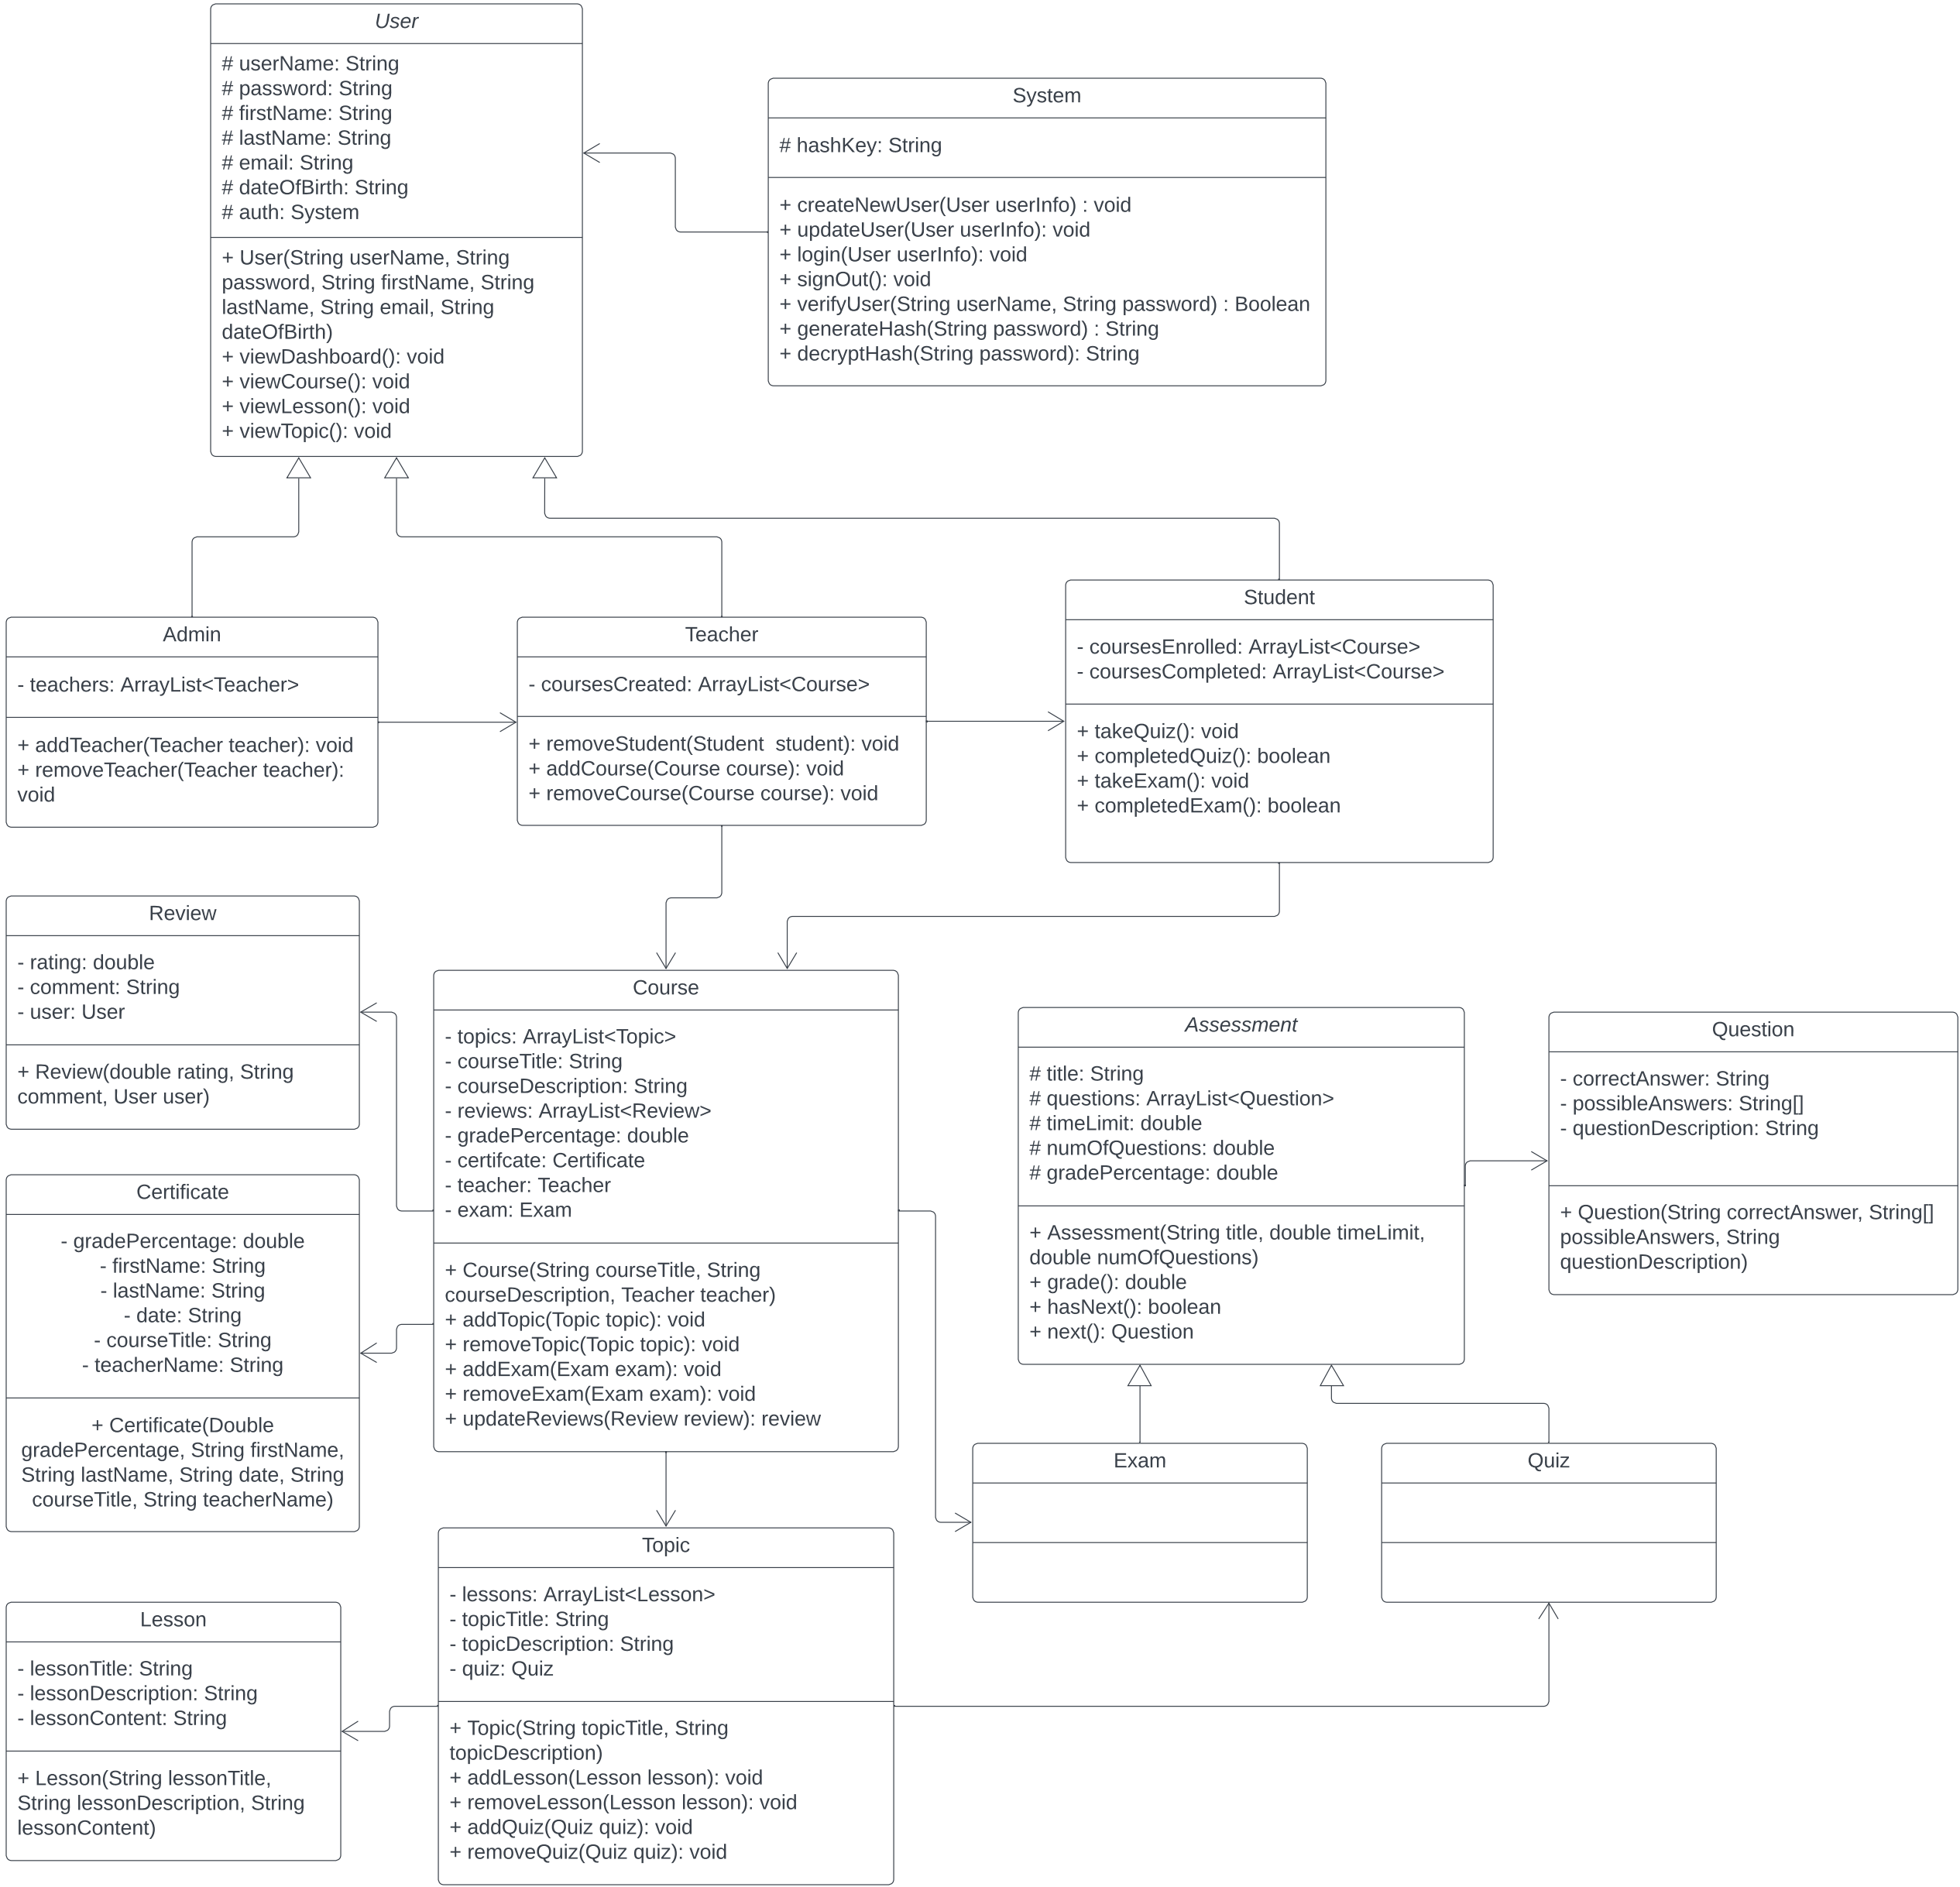 User
# userName: String
# password: String
# firstName: String
# lastName: String
# email: String
# dateOfBirth: String
# auth: System
+ User(String userName, String
password, String firstName, String
lastName, String email, String
dateOfBirth)
+ viewDashboard(): void
+ viewCourse(): void
+ viewLesson(): void
+ viewTopic(): void
System
# hashKey: String
+ createNewUser(User userInfo) : void
+ updateUser(User userInfo): void
+ login(User userInfo): void
+ signOut(): void
+ verifyUser(String userName, String password) : Boolean
+ generateHash(String password) : String
+ decryptHash(String password): String
Admin
- teachers: ArrayList<Teacher>
+ addTeacher(Teacher teacher): void
+ removeTeacher(Teacher teacher):
void
Teacher
- coursesCreated: ArrayList<Course>
+ removeStudent(Student  student): void
+ addCourse(Course course): void
+ removeCourse(Course course): void
Student
- coursesEnrolled: ArrayList<Course>
- coursesCompleted: ArrayList<Course>
+ takeQuiz(): void
+ completedQuiz(): boolean
+ takeExam(): void
+ completedExam(): boolean
Review
- rating: double
- comment: String
- user: User
+ Review(double rating, String
comment, User user)
Course
- topics: ArrayList<Topic>
- courseTitle: String
- courseDescription: String
- reviews: ArrayList<Review>
- gradePercentage: double
- certifcate: Certificate
- teacher: Teacher
- exam: Exam
+ Course(String courseTitle, String
courseDescription, Teacher teacher)
+ addTopic(Topic topic): void
+ removeTopic(Topic topic): void
+ addExam(Exam exam): void
+ removeExam(Exam exam): void
+ updateReviews(Review review): review
Assessment
# title: String
# questions: ArrayList<Question>
# timeLimit: double
# numOfQuestions: double
# gradePercentage: double
+ Assessment(String title, double timeLimit,
double numOfQuestions)
+ grade(): double
+ hasNext(): boolean
+ next(): Question
Question
- correctAnswer: String
- possibleAnswers: String[]
- questionDescription: String
+ Question(String correctAnswer, String[]
possibleAnswers, String
questionDescription)
Certificate
- gradePercentage: double
- firstName: String
- lastName: String
- date: String
- courseTitle: String
- teacherName: String
+ Certificate(Double
gradePercentage, String firstName,
String lastName, String date, String
courseTitle, String teacherName)
Exam
Quiz
Topic
- lessons: ArrayList<Lesson>
- topicTitle: String
- topicDescription: String
- quiz: Quiz
+ Topic(String topicTitle, String
topicDescription)
+ addLesson(Lesson lesson): void
+ removeLesson(Lesson lesson): void
+ addQuiz(Quiz quiz): void
+ removeQuiz(Quiz quiz): void
Lesson
- lessonTitle: String
- lessonDescription: String
- lessonContent: String
+ Lesson(String lessonTitle,
String lessonDescription, String
lessonContent)